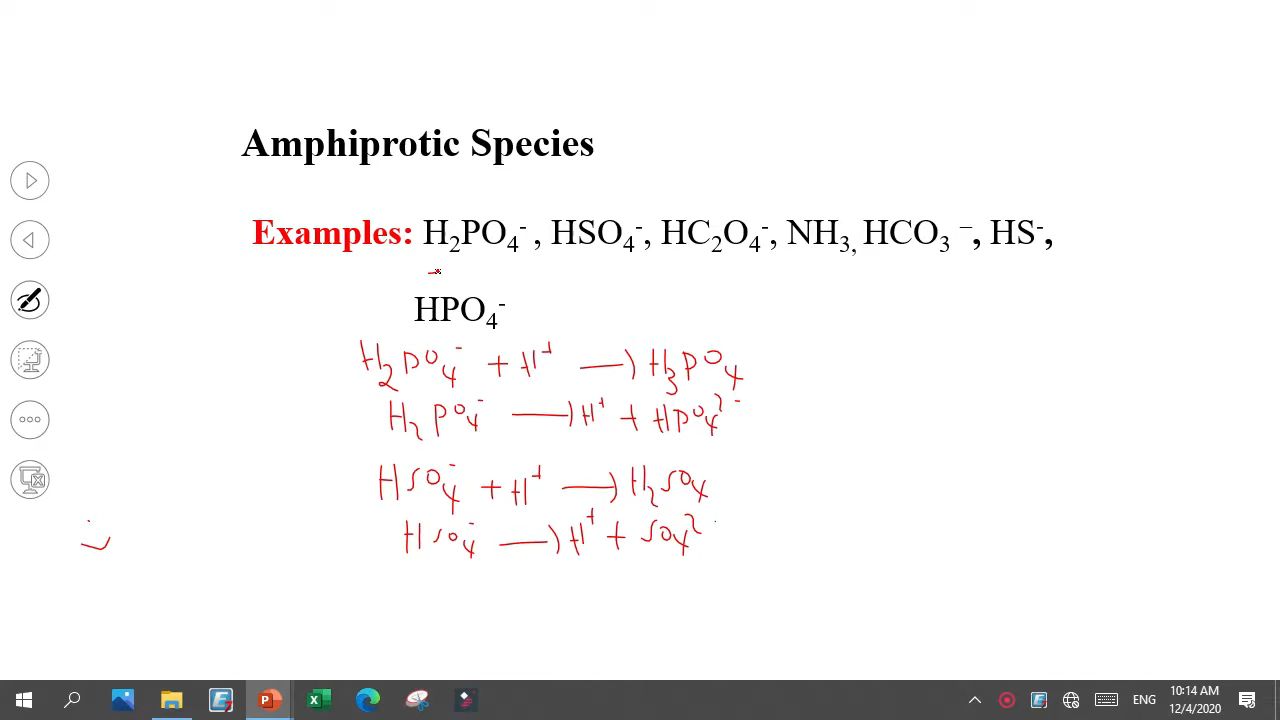 Amphiprotic Species
Examples: H₂PO₄⁻ , HSO₄⁻, HC₂O₄⁻, NH₃, HCO₃ ⁻, HS⁻,
HPO₄⁻
H₂PO₄⁻ + H⁺ ⟶ H₃PO₄
H₂PO₄⁻ ⟶ H⁺ + HPO₄²⁻
HSO₄⁻ + H⁺ ⟶ H₂SO₄
HSO₄⁻ ⟶ H⁺ + SO₄²
ENG
10:14 AM
12/4/2020